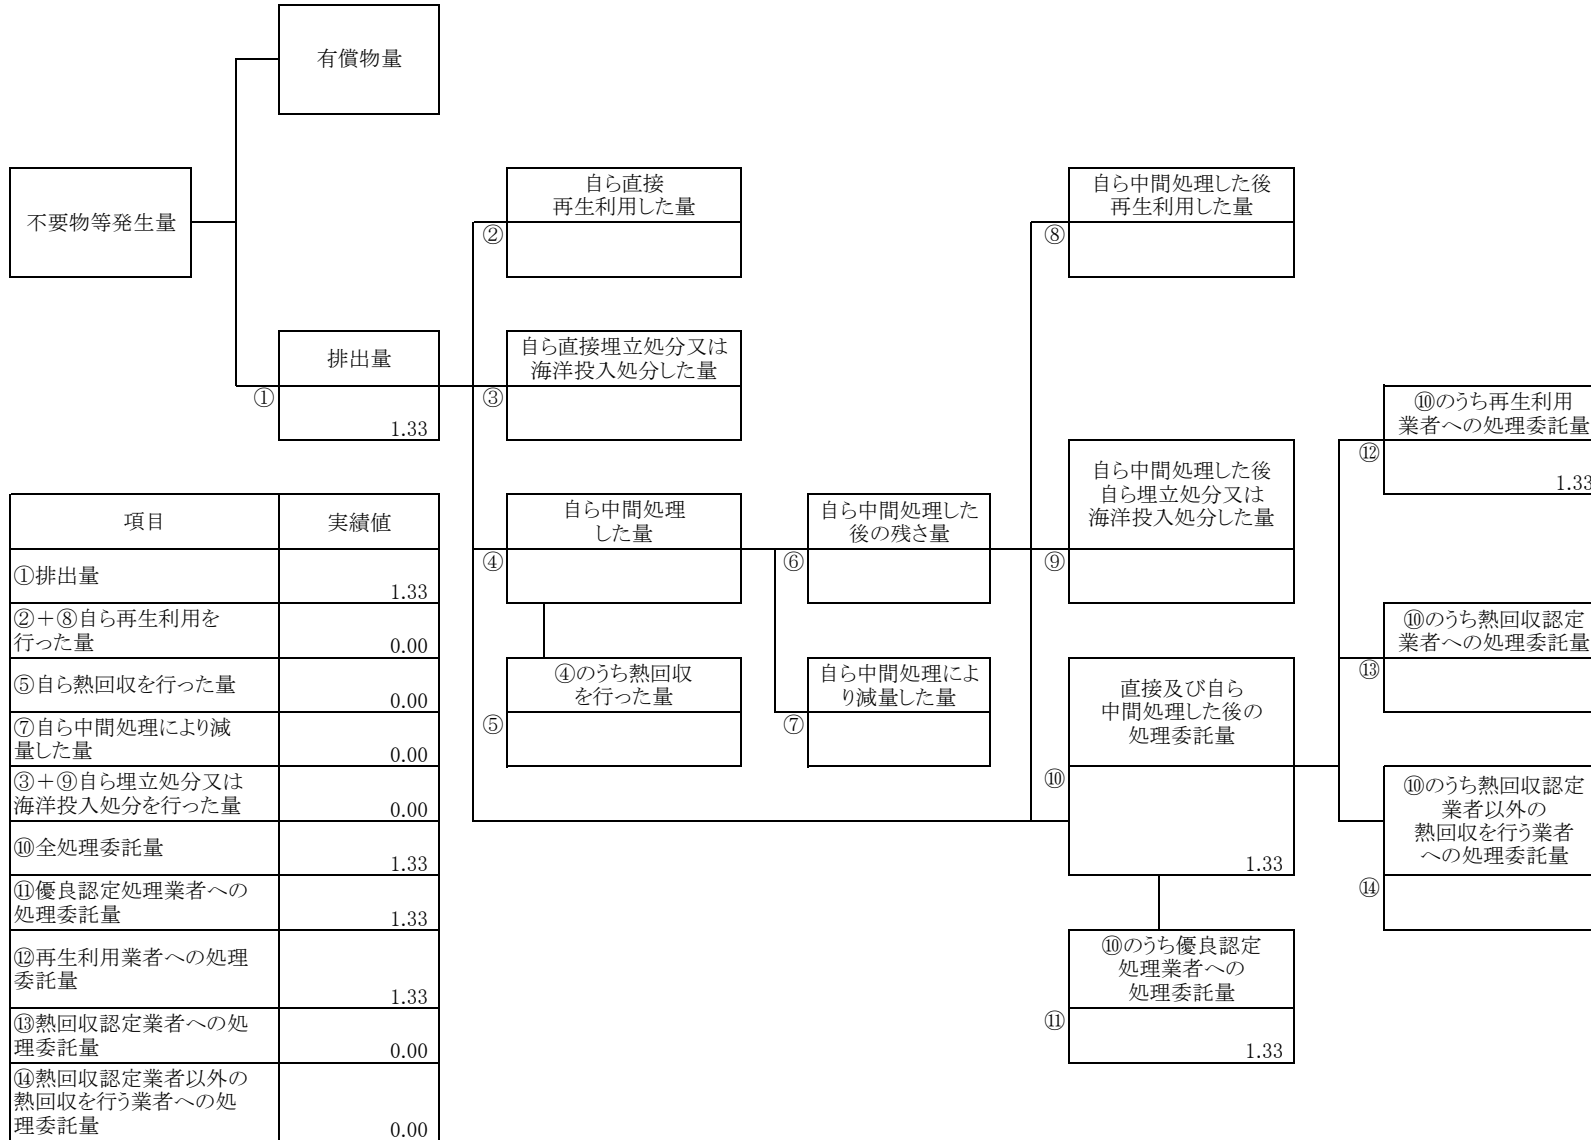 有償物量
不要物等発生量
排出量
①
1.33
自ら直接
再生利用した量
②
自ら直接埋立処分又は
海洋投入処分した量
③
自ら中間処理
した量
④
④のうち熱回収
を行った量
⑤
自ら中間処理した
後の残さ量
⑥
自ら中間処理によ
り減量した量
⑦
自ら中間処理した後
再生利用した量
⑧
自ら中間処理した後
自ら埋立処分又は
海洋投入処分した量
⑨
直接及び自ら
中間処理した後の
処理委託量
⑩
1.33
⑩のうち優良認定
処理業者への
処理委託量
⑪
1.33
⑩のうち再生利用
業者への処理委託量
⑫
1.33
⑩のうち熱回収認定
業者への処理委託量
⑬
⑩のうち熱回収認定
業者以外の
熱回収を行う業者
への処理委託量
⑭
項目 実績値
①排出量 1.33
②＋⑧自ら再生利用を
行った量 0.00
⑤自ら熱回収を行った量 0.00
⑦自ら中間処理により減
量した量 0.00
③＋⑨自ら埋立処分又は
海洋投入処分を行った量 0.00
⑩全処理委託量 1.33
⑪優良認定処理業者への
処理委託量 1.33
⑫再生利用業者への処理
委託量 1.33
⑬熱回収認定業者への処
理委託量 0.00
⑭熱回収認定業者以外の
熱回収を行う業者への処
理委託量 0.00